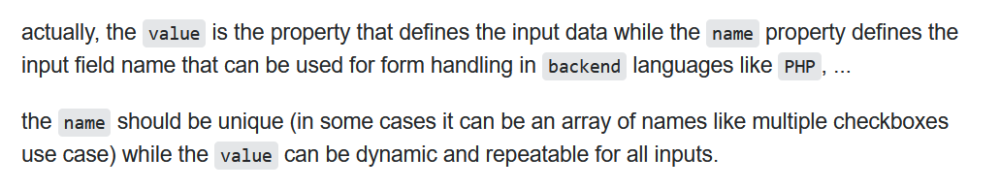 actually, the value is the property that defines the input data while the name property defines the
input field name that can be used for form handling in backend languages like PHP , ...
the name should be unique (in some cases it can be an array of names like multiple checkboxes
use case) while the value can be dynamic and repeatable for all inputs.